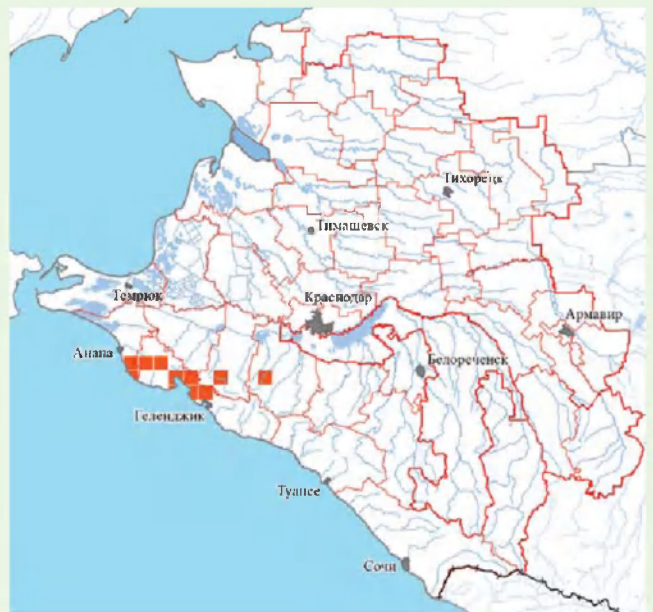 Тихорецк
Тимашевск
Темрюк
Краснодар
Армавир
Анапа
Белореченск
Геленджик
Туапсе
Сочи